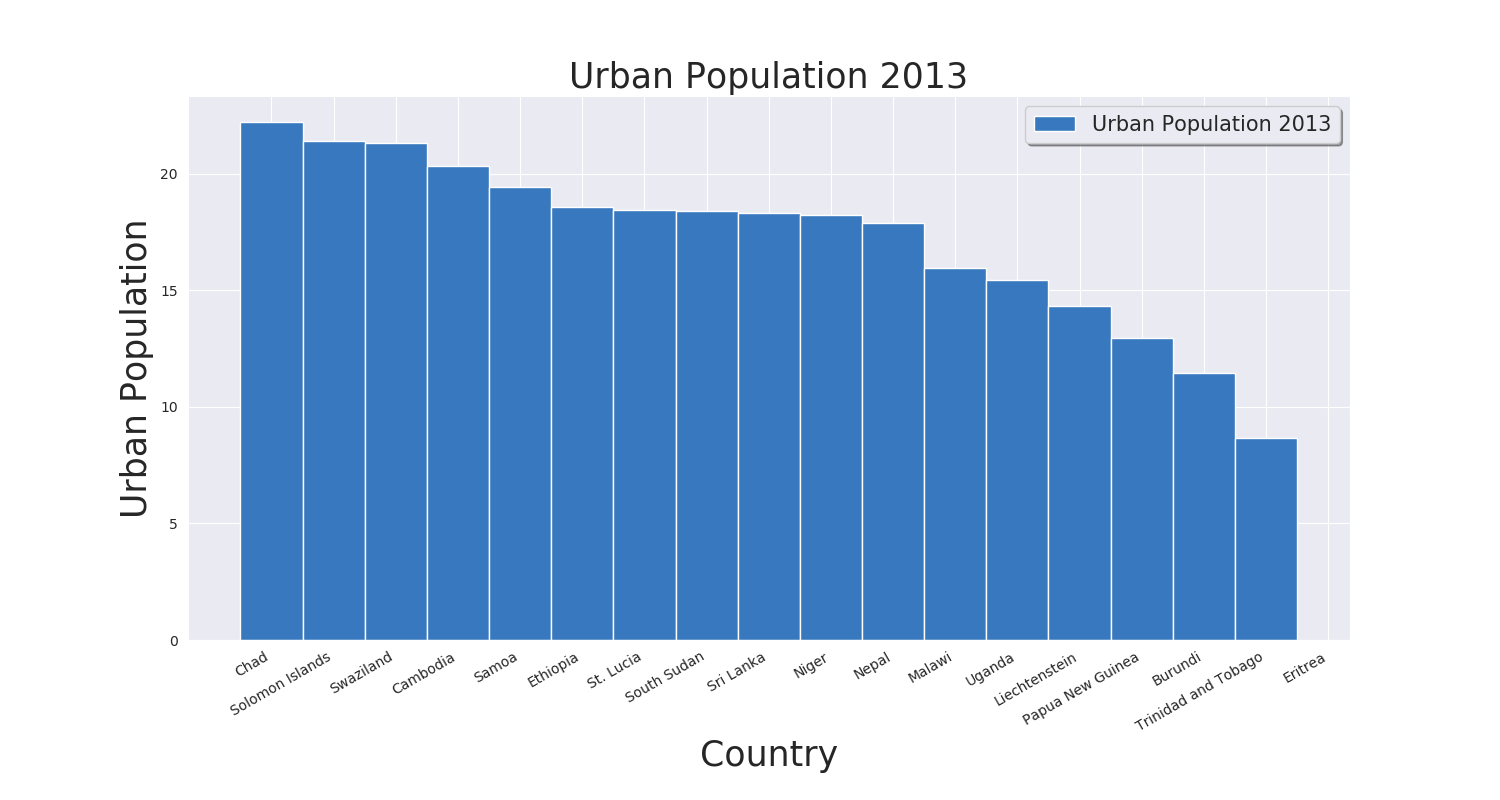 Urban Population 2013
Urban Population 2013
Urban Population
20
15
10
5
0
Chad
Solomon Islands
Swaziland
Cambodia
Samoa
Ethiopia
St. Lucia
South Sudan
Sri Lanka
Niger
Nepal
Malawi
Uganda
Liechtenstein
Papua New Guinea
Burundi
Trinidad and Tobago
Eritrea
Country